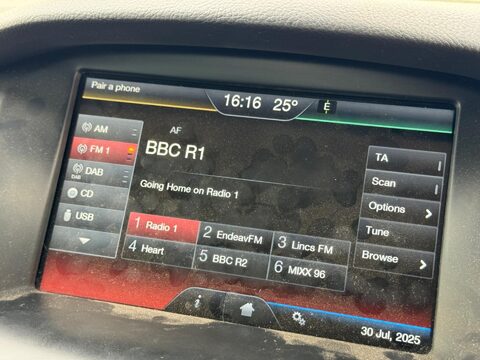 Pair a phone
16:16 25° E
AM
FM 1
DAB
DAB
CD
USB
AF
BBC R1
Going Home on Radio 1
1 Radio 1
2 EndeavFM
3 Lincs FM
4 Heart
5 BBC R2
6 MIXX 96
TA
Scan
Options
Tune
Browse
i
30 Jul, 2025